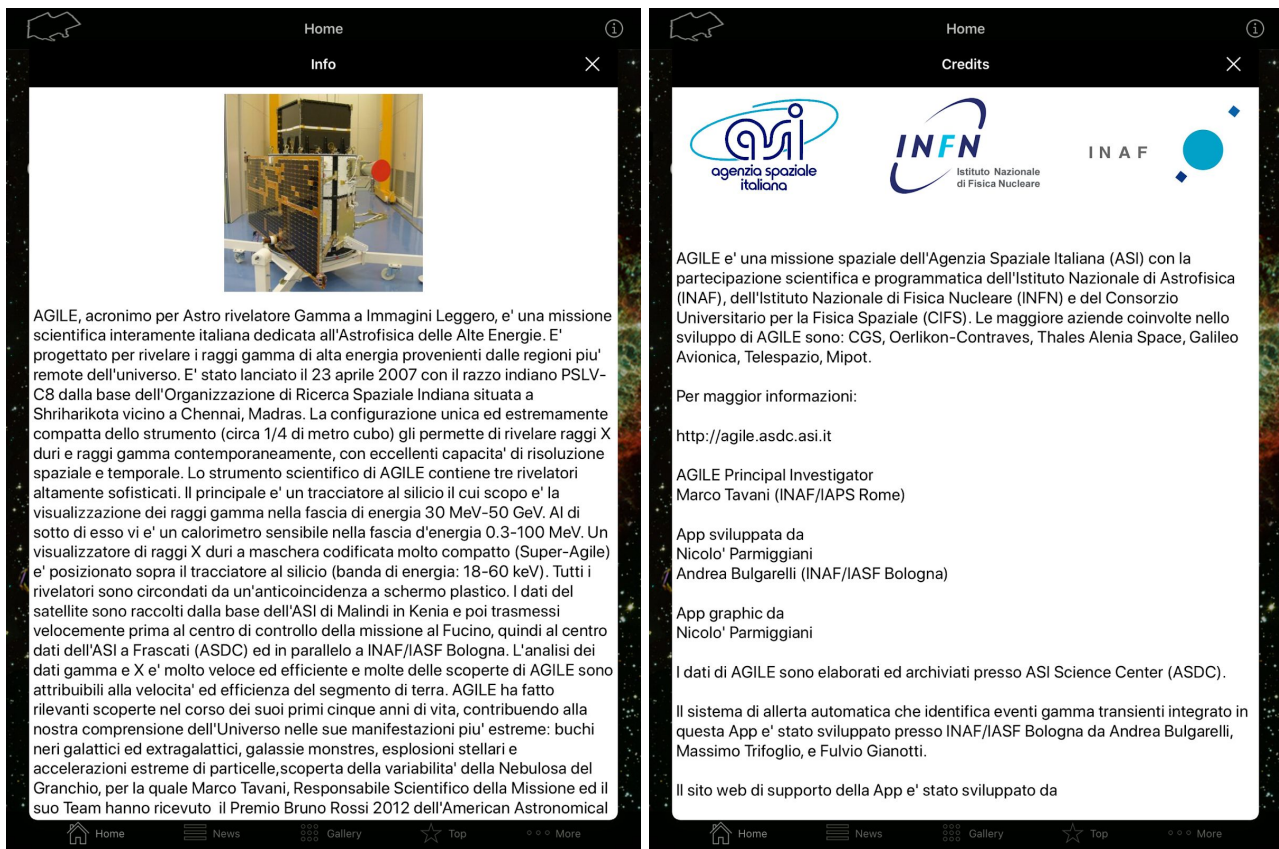 Home
Info
AGILE, acronimo per Astro rivelatore Gamma a Immagini Leggero, e' una missione
scientifica interamente italiana dedicata all'Astrofisica delle Alte Energie. E'
progettato per rivelare i raggi gamma di alta energia provenienti dalle regioni piu'
remote dell'universo. E' stato lanciato il 23 aprile 2007 con il razzo indiano PSLV-
C8 dalla base dell'Organizzazione di Ricerca Spaziale Indiana situata a
Shriharikota vicino a Chennai, Madras. La configurazione unica ed estremamente
compatta dello strumento (circa 1/4 di metro cubo) gli permette di rivelare raggi X
duri e raggi gamma contemporaneamente, con eccellenti capacita' di risoluzione
spaziale e temporale. Lo strumento scientifico di AGILE contiene tre rivelatori
altamente sofisticati. Il principale e' un tracciatore al silicio il cui scopo e' la
visualizzazione dei raggi gamma nella fascia di energia 30 MeV-50 GeV. Al di
sotto di esso vi e' un calorimetro sensibile nella fascia d'energia 0.3-100 MeV. Un
visualizzatore di raggi X duri a maschera codificata molto compatto (Super-Agile)
e' posizionato sopra il tracciatore al silicio (banda di energia: 18-60 keV). Tutti i
rivelatori sono circondati da un'anticoincidenza a schermo plastico. I dati del
satellite sono raccolti dalla base dell'ASI di Malindi in Kenia e poi trasmessi
velocemente prima al centro di controllo della missione al Fucino, quindi al centro
dati dell'ASI a Frascati (ASDC) ed in parallelo a INAF/IASF Bologna. L'analisi dei
dati gamma e X e' molto veloce ed efficiente e molte delle scoperte di AGILE sono
attribuibili alla velocita' ed efficienza del segmento di terra. AGILE ha fatto
rilevanti scoperte nel corso dei suoi primi cinque anni di vita, contribuendo alla
nostra comprensione dell'Universo nelle sue manifestazioni piu' estreme: buchi
neri galattici ed extragalattici, galassie monstres, esplosioni stellari e
accelerazioni estreme di particelle,scoperta della variabilita' della Nebulosa del
Granchio, per la quale Marco Tavani, Responsabile Scientifico della Missione ed il
suo Team hanno ricevuto  il Premio Bruno Rossi 2012 dell'American Astronomical
Home News Gallery Top More
Home
Credits
asi
agenzia spaziale
italiana
INFN
Istituto Nazionale
di Fisica Nucleare
INAF
AGILE e' una missione spaziale dell'Agenzia Spaziale Italiana (ASI) con la
partecipazione scientifica e programmatica dell'Istituto Nazionale di Astrofisica
(INAF), dell'Istituto Nazionale di Fisica Nucleare (INFN) e del Consorzio
Universitario per la Fisica Spaziale (CIFS). Le maggiore aziende coinvolte nello
sviluppo di AGILE sono: CGS, Oerlikon-Contraves, Thales Alenia Space, Galileo
Avionica, Telespazio, Mipot.
Per maggior informazioni:
http://agile.asdc.asi.it
AGILE Principal Investigator
Marco Tavani (INAF/IAPS Rome)
App sviluppata da
Nicolo' Parmiggiani
Andrea Bulgarelli (INAF/IASF Bologna)
App graphic da
Nicolo' Parmiggiani
I dati di AGILE sono elaborati ed archiviati presso ASI Science Center (ASDC).
Il sistema di allerta automatica che identifica eventi gamma transienti integrato in
questa App e' stato sviluppato presso INAF/IASF Bologna da Andrea Bulgarelli,
Massimo Trifoglio, e Fulvio Gianotti.
Il sito web di supporto della App e' stato sviluppato da
Home News Gallery Top More